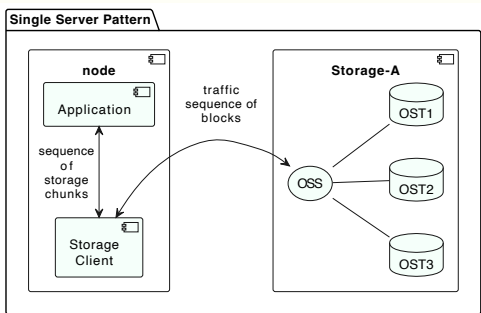 Single Server Pattern
node
Application
sequence
of
storage
chunks
Storage
Client
traffic
sequence of
blocks
Storage-A
OSS
OST1
OST2
OST3